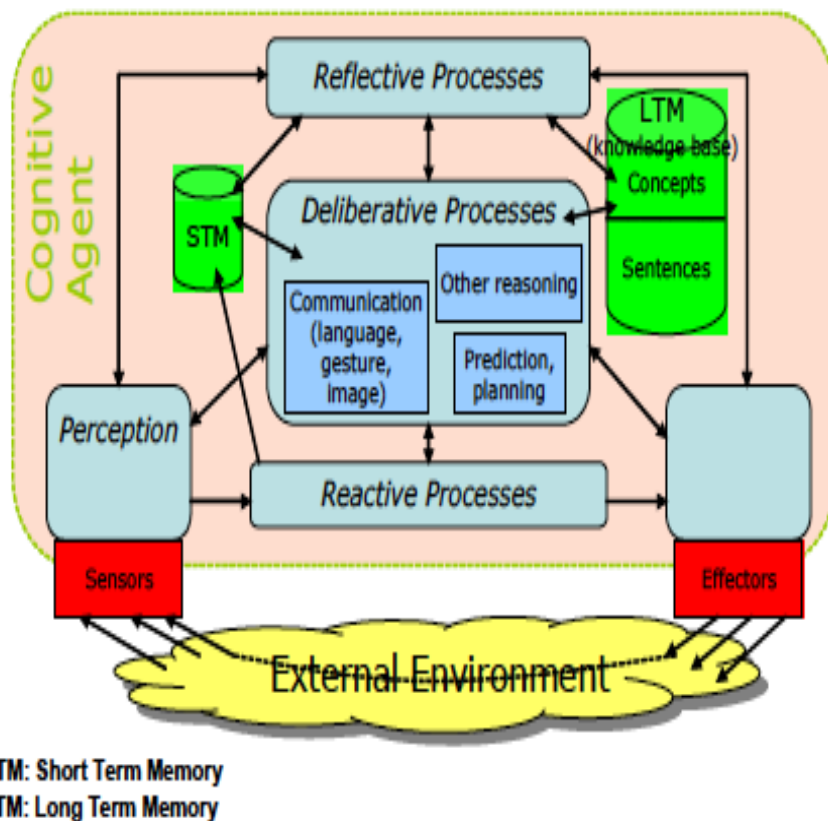 Cognitive
Agent
Reflective Processes
LTM
(knowledge base)
Concepts
Sentences
STM
Deliberative Processes
Other reasoning
Communication
(language,
gesture,
image)
Prediction,
planning
Perception
Reactive Processes
Sensors
Effectors
External Environment
TM: Short Term Memory
TM: Long Term Memory